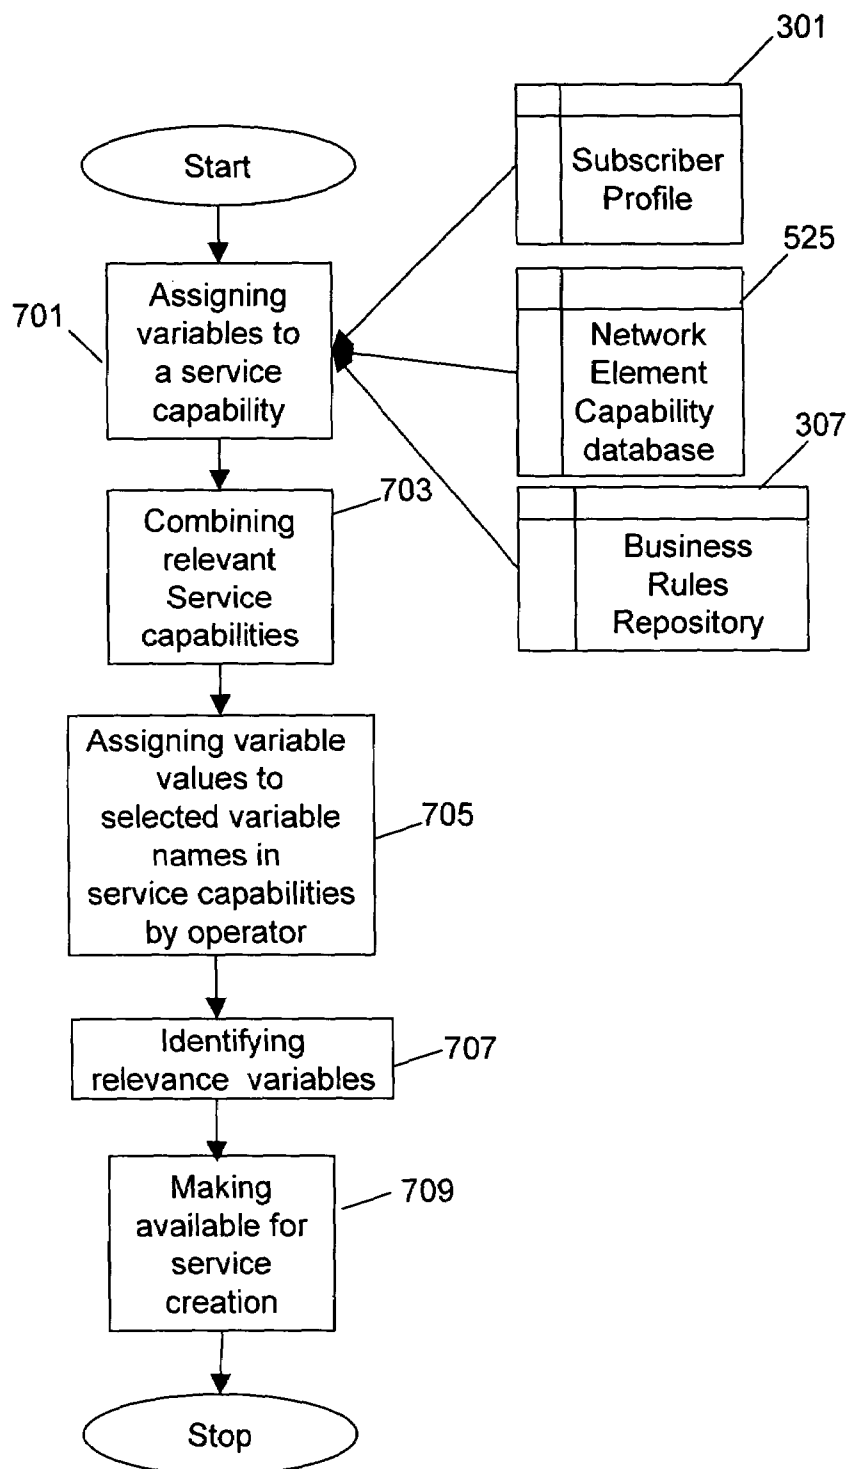 301
Start
Subscriber
Profile
525
701
Assigning
variables to
a service
capability
Network
Element
Capability
database
307
703
Combining
relevant
Service
capabilities
Business
Rules
Repository
Assigning variable
values to
selected variable
names in
service capabilities
by operator
705
Identifying
relevance variables
707
Making
available for
service
creation
709
Stop